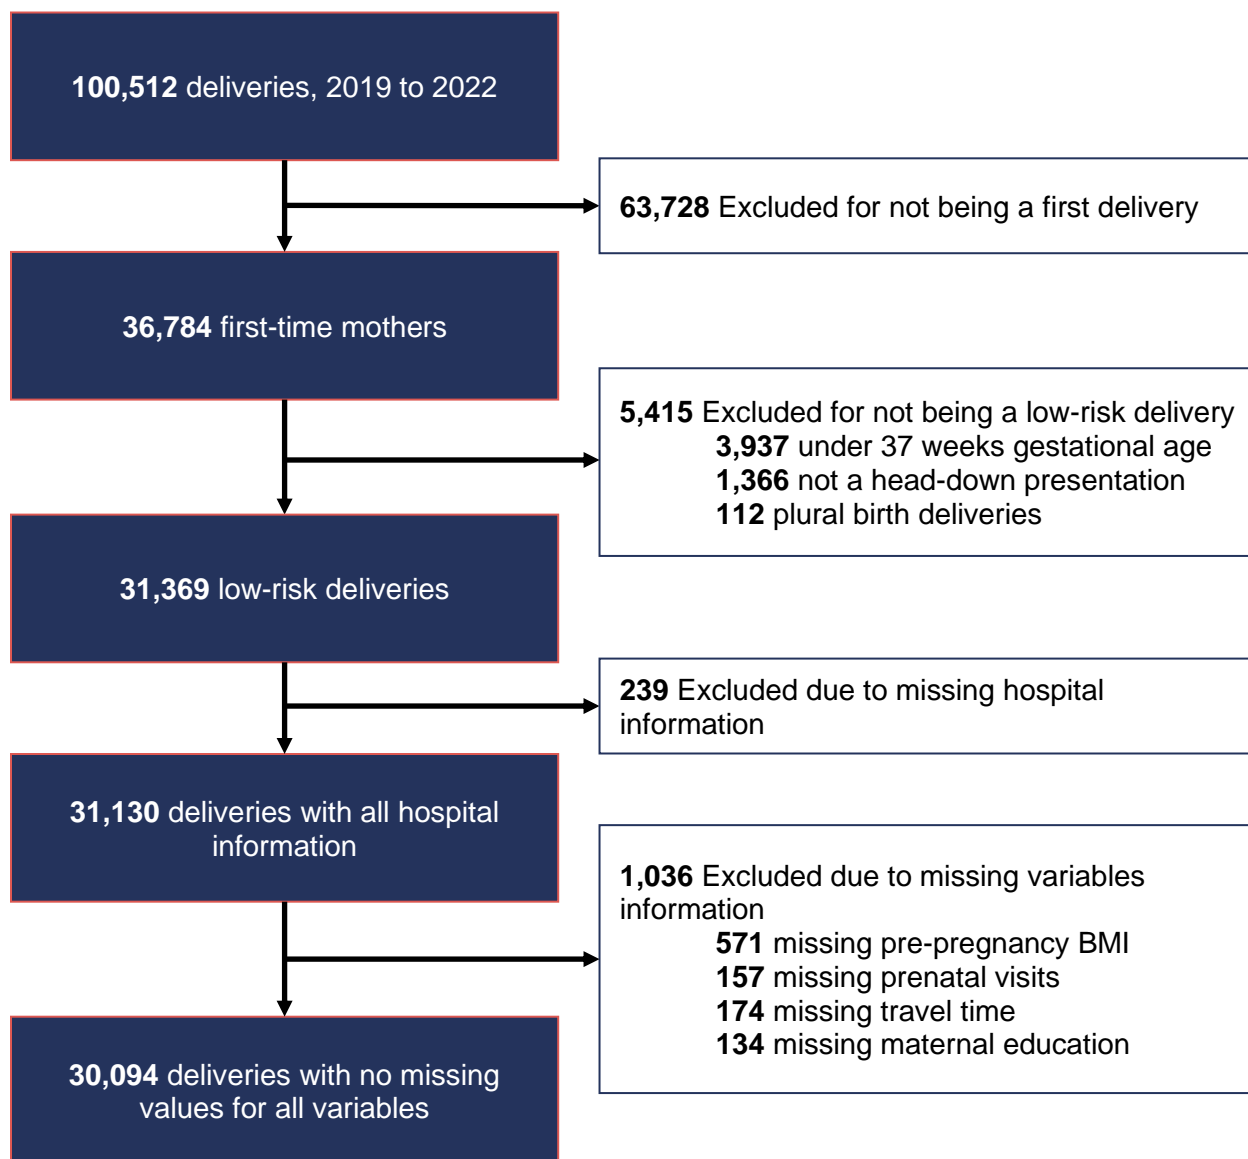 100,512 deliveries, 2019 to 2022
63,728 Excluded for not being a first delivery
36,784 first-time mothers
5,415 Excluded for not being a low-risk delivery
3,937 under 37 weeks gestational age
1,366 not a head-down presentation
112 plural birth deliveries
31,369 low-risk deliveries
239 Excluded due to missing hospital
information
31,130 deliveries with all hospital
information
1,036 Excluded due to missing variables
information
571 missing pre-pregnancy BMI
157 missing prenatal visits
174 missing travel time
134 missing maternal education
30,094 deliveries with no missing
values for all variables